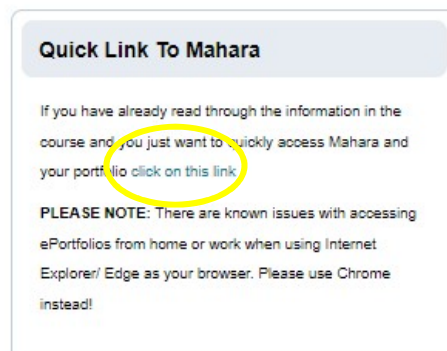 Quick Link To Mahara
If you have already read through the information in the
course and you just want to quickly access Mahara and
your portfolio click on this link
PLEASE NOTE: There are known issues with accessing
ePortfolios from home or work when using Internet
Explorer/ Edge as your browser. Please use Chrome
instead!